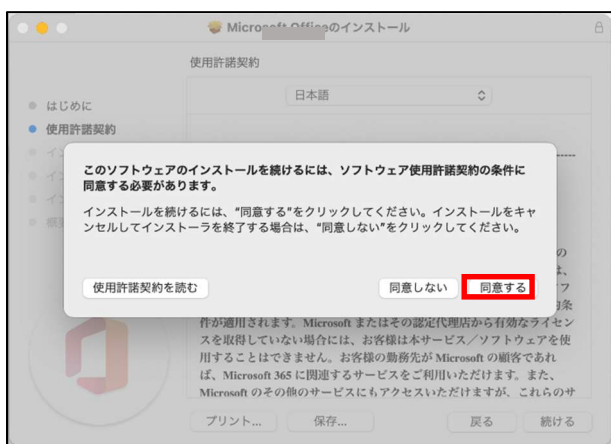 Microsoft Officeのインストール
使用許諾契約
日本語
はじめに
使用許諾契約
このソフトウェアのインストールを続けるには、ソフトウェア使用許諾契約の条件に
同意する必要があります。
インストールを続けるには、“同意する”をクリックしてください。インストールをキャ
ンセルしてインストーラを終了する場合は、“同意しない”をクリックしてください。
使用許諾契約を読む
同意しない
同意する
件が適用されます。Microsoft またはその認定代理店から有効なライセン
スを取得していない場合には、お客様は本サービス／ソフトウェアを使
用することはできません。お客様の勤務先が Microsoft の顧客であれ
ば、Microsoft 365 に関連するサービスをご利用いただけます。また、
Microsoft のその他のサービスにもアクセスいただけますが、これらのサ
プリント...
保存...
戻る
続ける